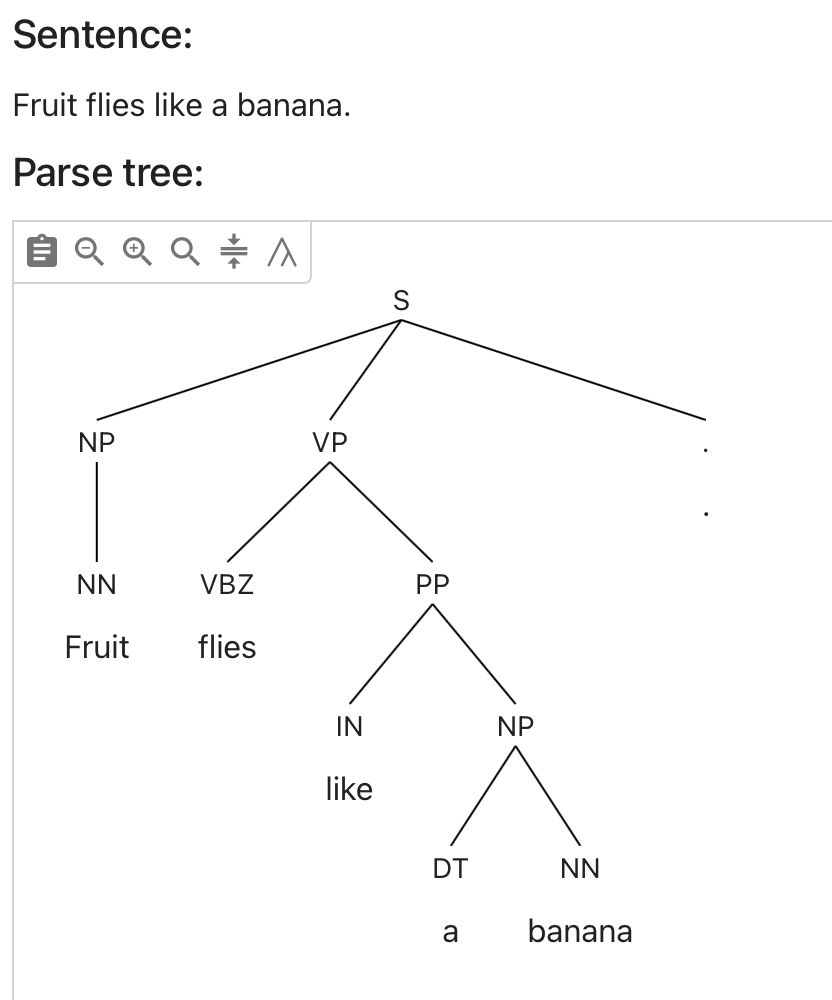 Sentence:
Fruit flies like a banana.
Parse tree:
S
NP VP .
.
NN VBZ PP
Fruit flies
IN NP
like
DT NN
a banana